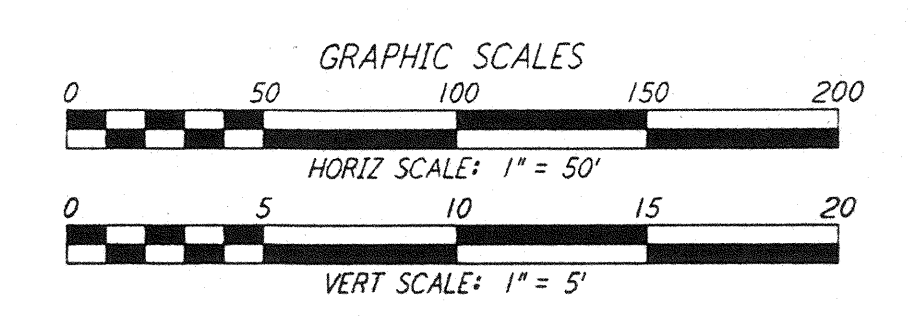 GRAPHIC SCALES
0 50 100 150 200
HORIZ SCALE: 1" = 50'
0 5 10 15 20
VERT SCALE: 1" = 5'